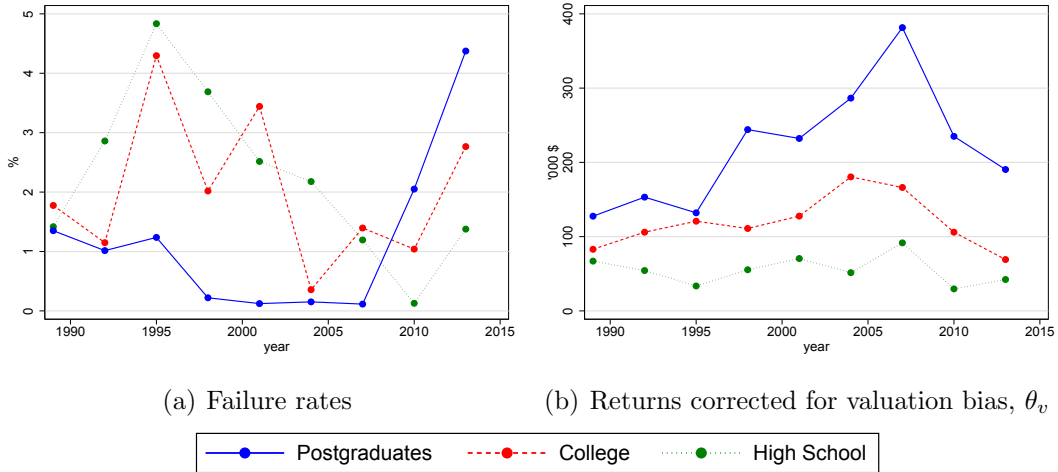 5
4
3
2
1
0
%
1990 1995 2000 2005 2010 2015
year
(a) Failure rates
400
300
200
100
0
'000 $
1990 1995 2000 2005 2010 2015
year
(b) Returns corrected for valuation bias, θv
Postgraduates College High School